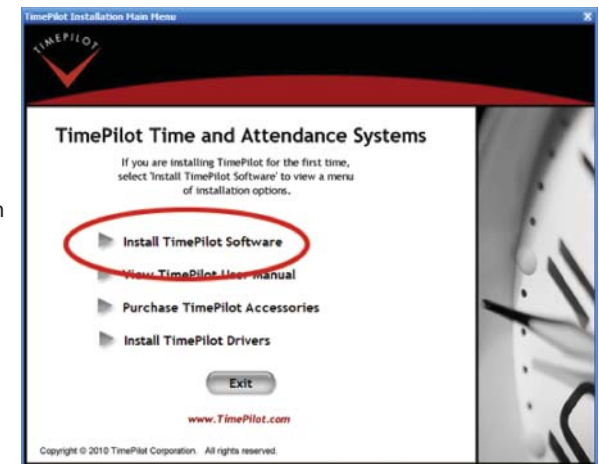 TimePilot Installation Main Menu
TIMEPILOT
TimePilot Time and Attendance Systems
If you are installing TimePilot for the first time,
select 'Install TimePilot Software' to view a menu
of installation options.
Install TimePilot Software
View TimePilot User Manual
Purchase TimePilot Accessories
Install TimePilot Drivers
Exit
www.TimePilot.com
Copyright © 2010 TimePilot Corporation. All rights reserved.